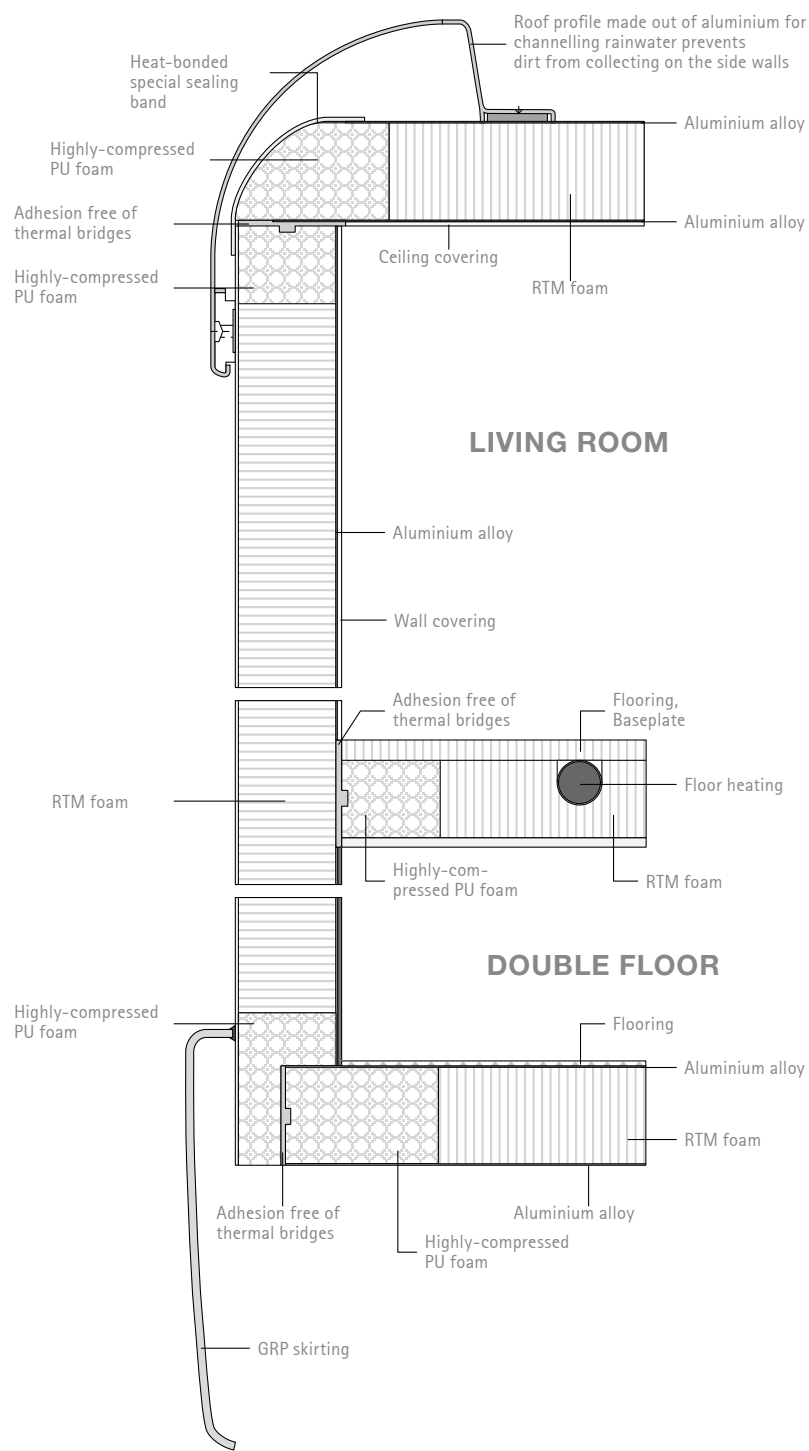 Roof profile made out of aluminium for
channelling rainwater prevents
dirt from collecting on the side walls
Heat-bonded
special sealing
band
Aluminium alloy
Highly-compressed
PU foam
Adhesion free of
thermal bridges
Aluminium alloy
Ceiling covering
Highly-compressed
PU foam
RTM foam
LIVING ROOM
Aluminium alloy
Wall covering
Adhesion free of
thermal bridges
Flooring,
Baseplate
Floor heating
RTM foam
Highly-com-
pressed PU foam
RTM foam
DOUBLE FLOOR
Highly-compressed
PU foam
Flooring
Aluminium alloy
RTM foam
Adhesion free of
thermal bridges
Aluminium alloy
Highly-compressed
PU foam
GRP skirting